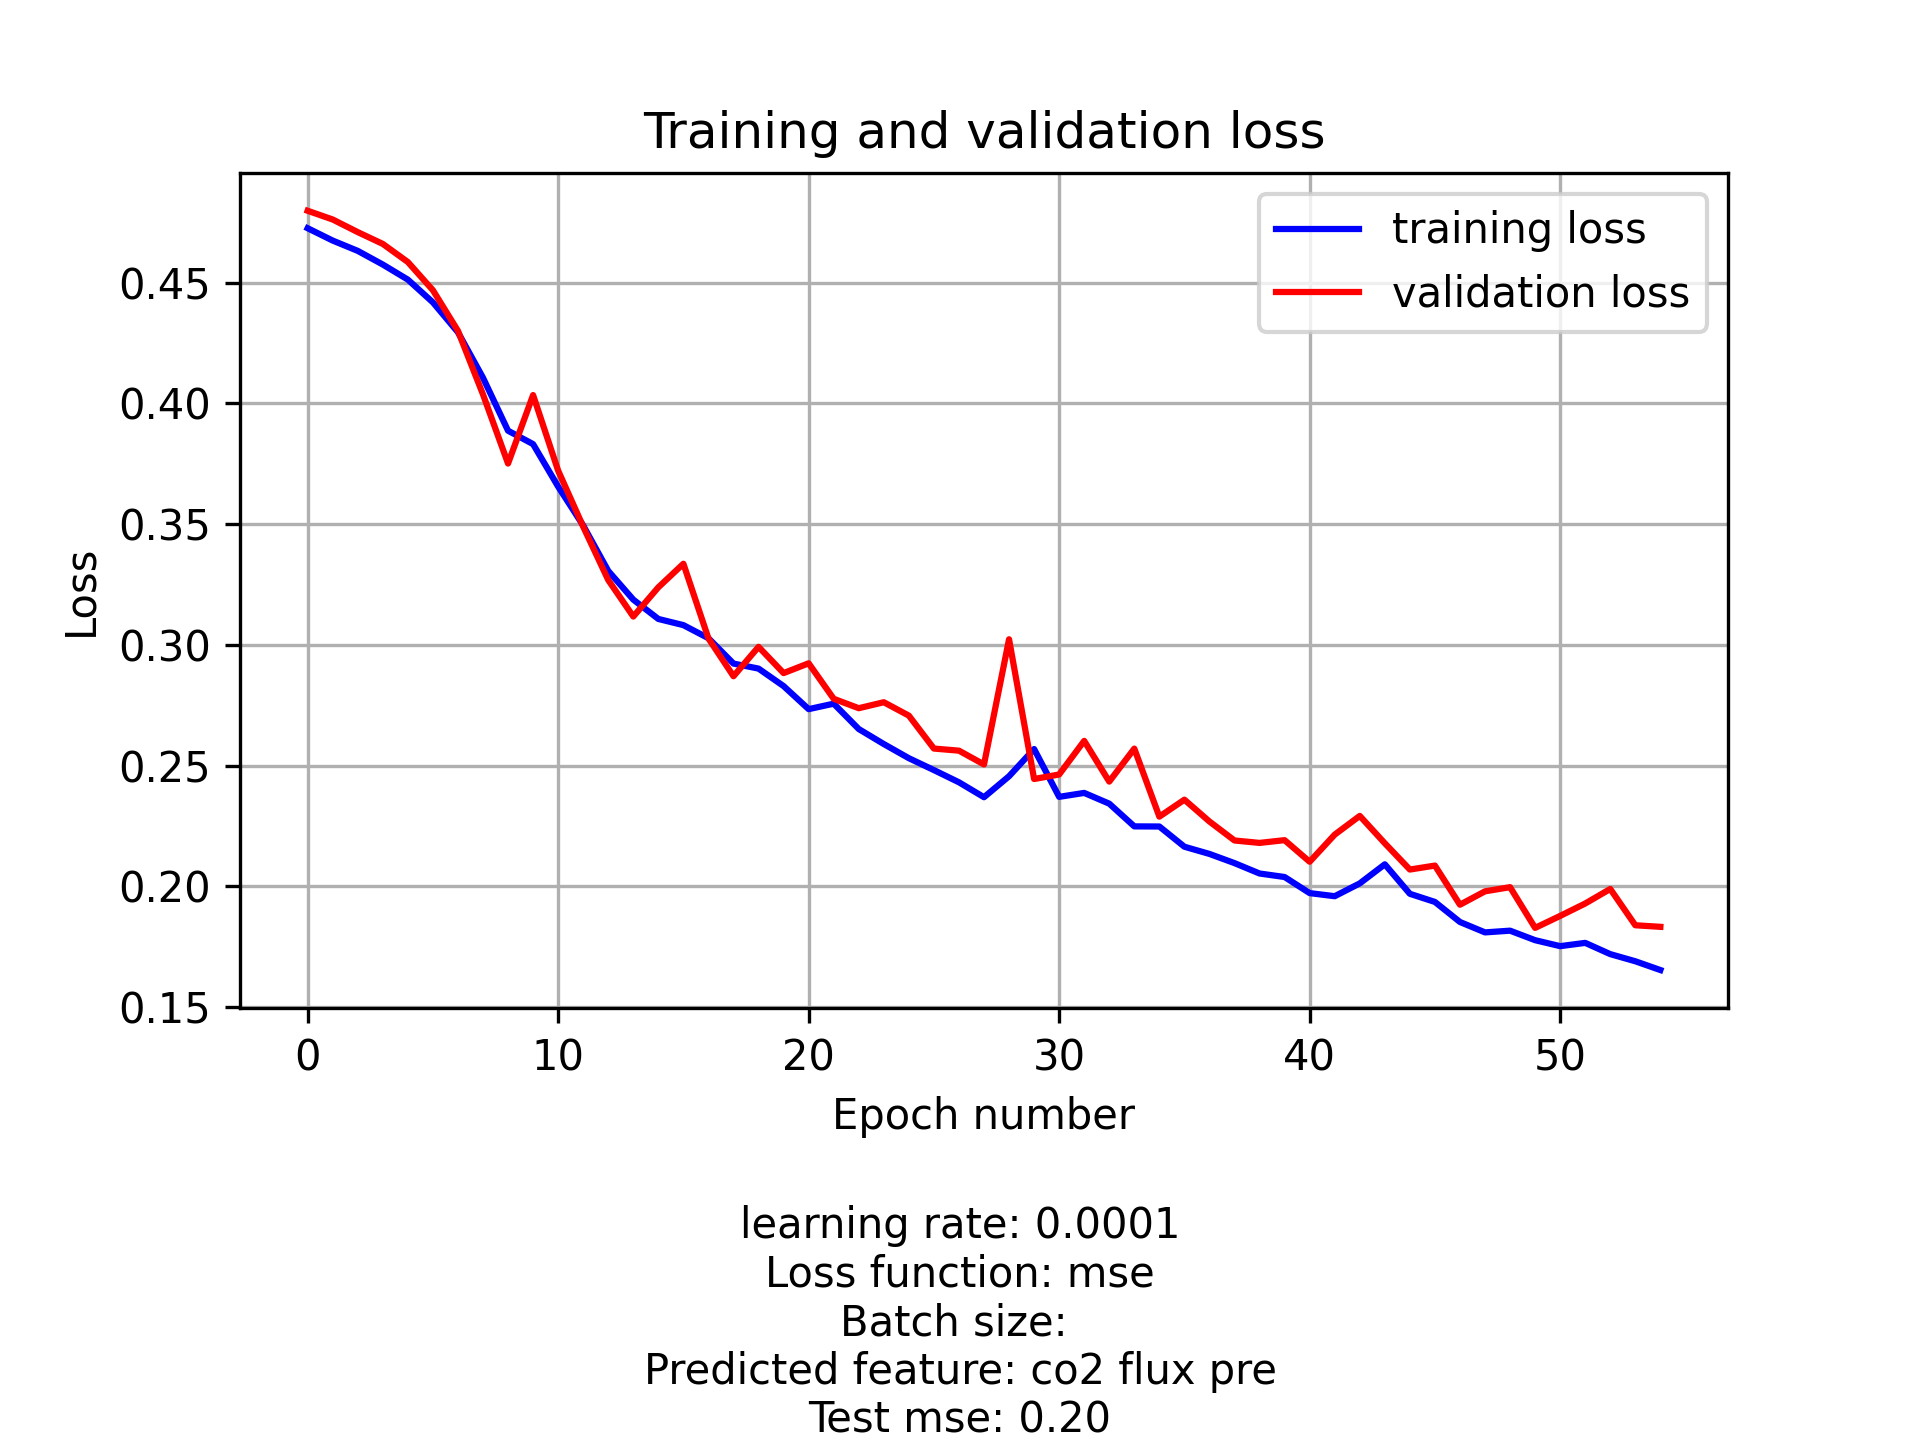 Training and validation loss
training loss
validation loss
Loss
0.45
0.40
0.35
0.30
0.25
0.20
0.15
0 10 20 30 40 50
Epoch number
learning rate: 0.0001
Loss function: mse
Batch size:
Predicted feature: co2 flux pre
Test mse: 0.20